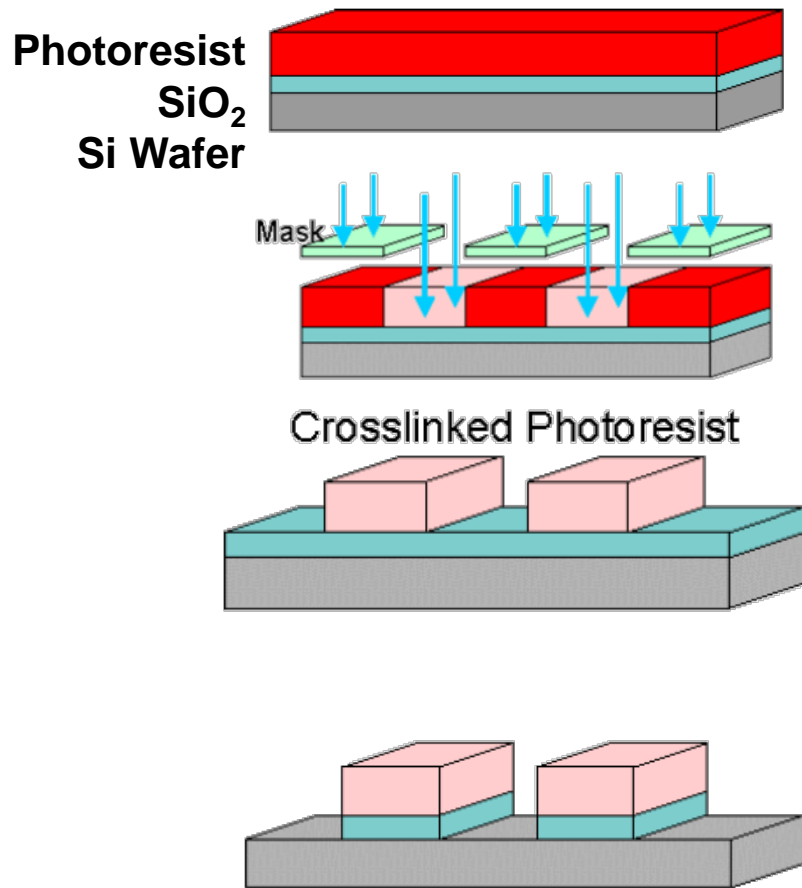 Photoresist
SiO₂
Si Wafer
Mask
Crosslinked Photoresist